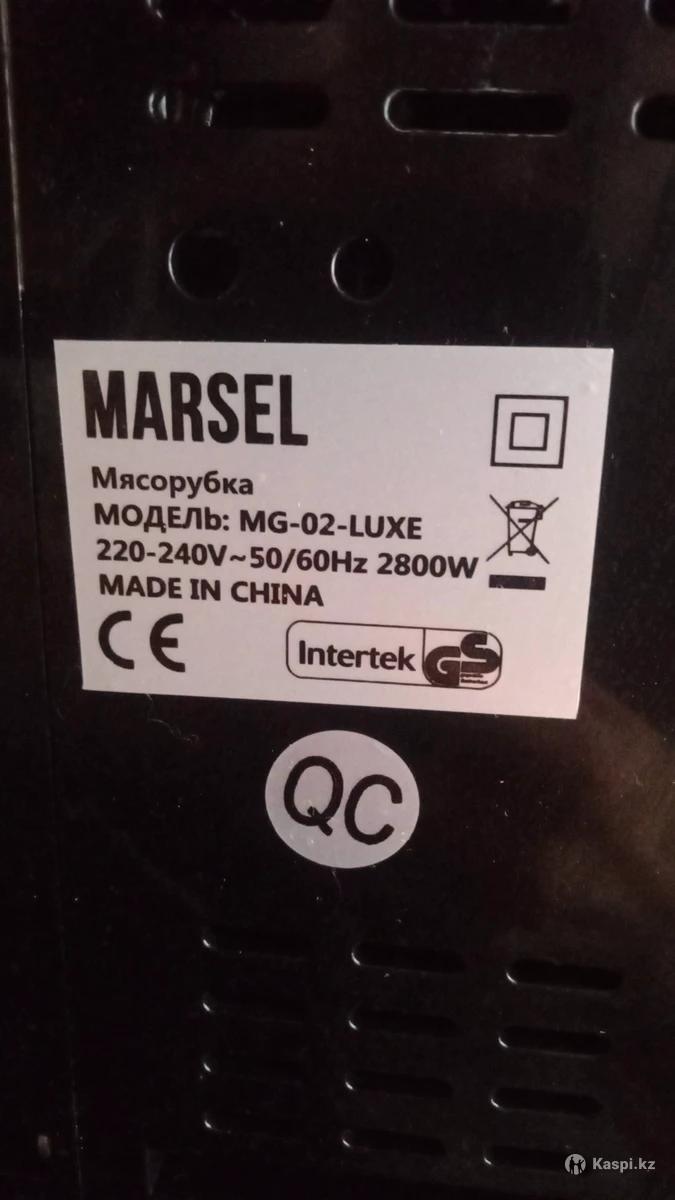 MARSEL
Мясорубка
МОДЕЛЬ: MG-02-LUXE
220-240V~50/60Hz 2800W
MADE IN CHINA
CE
Intertek GS
QC
Kaspi.kz